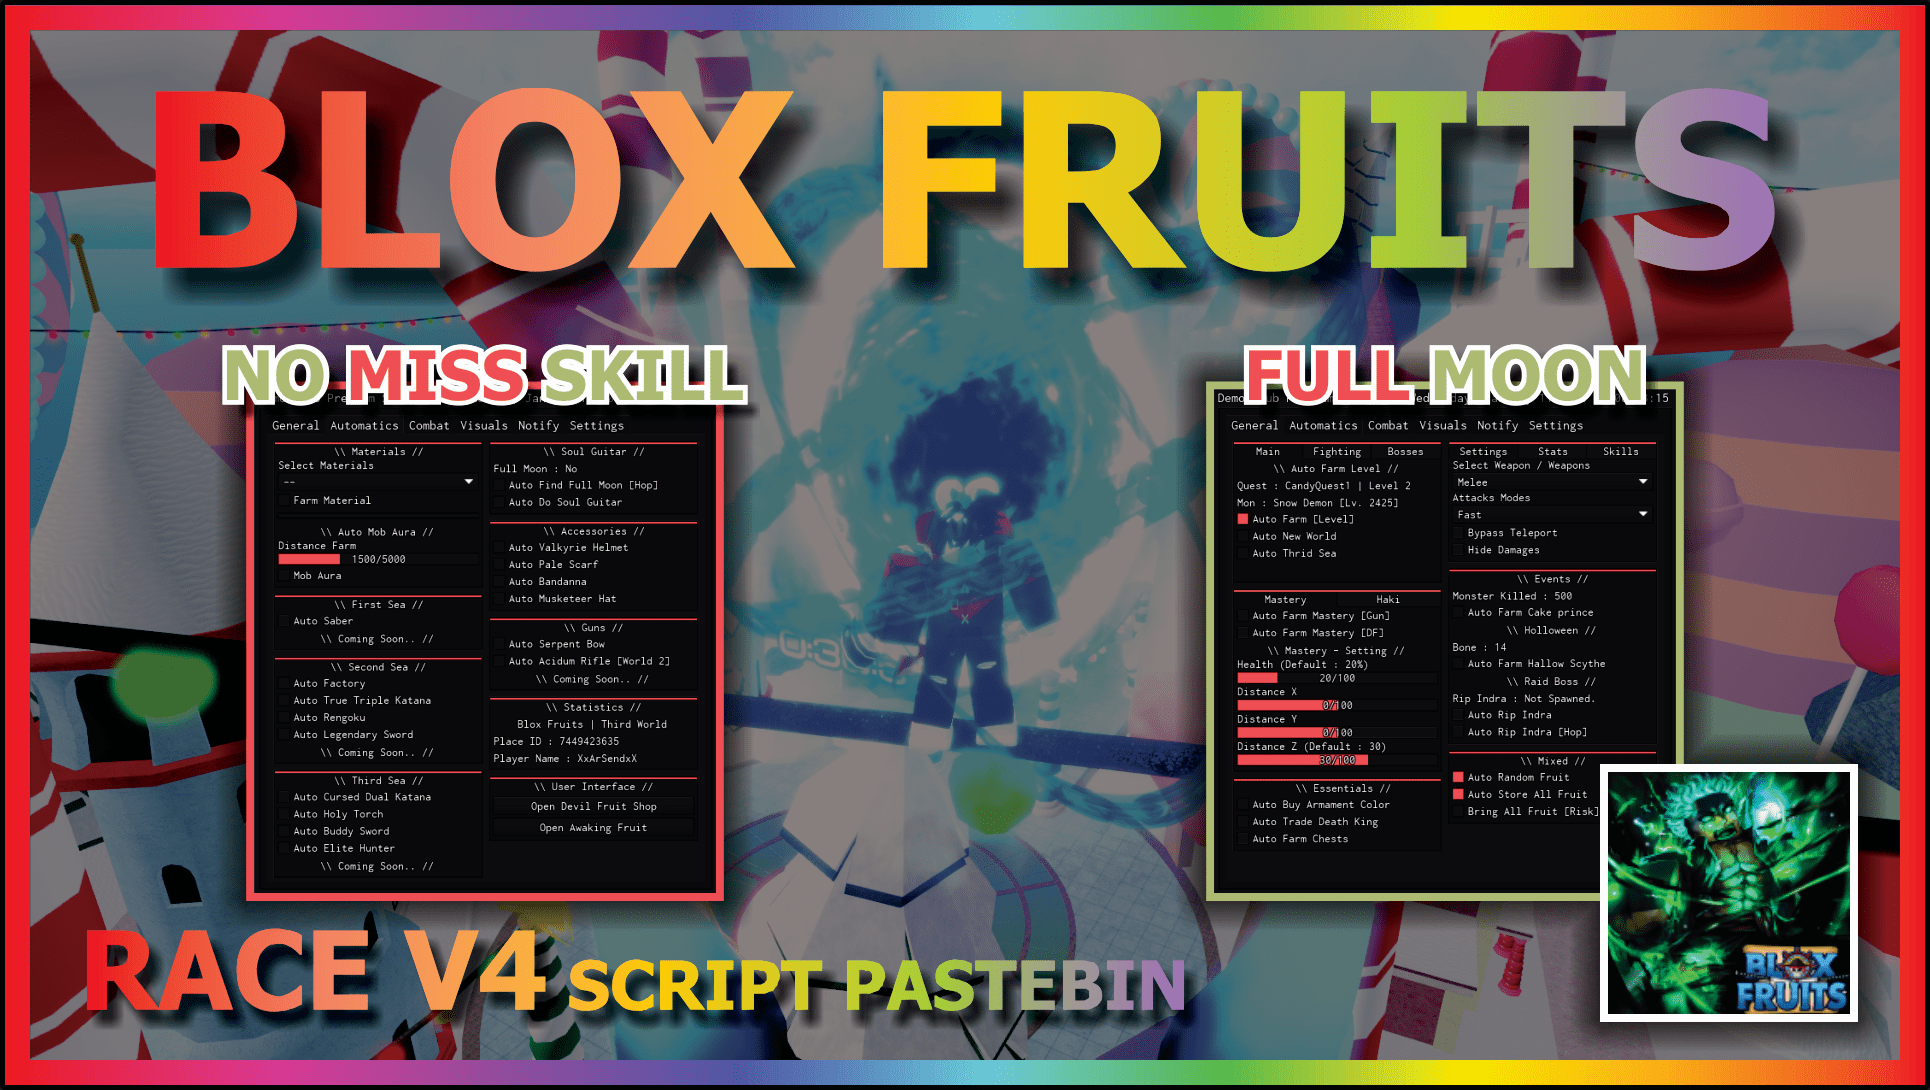 BLOX FRUITS
NO MISS SKILL
General Automatics Combat Visuals Notify Settings
\\ Materials //
Select Materials
--
Farm Material
\\ Auto Mob Aura //
Distance Farm
1500/5000
Mob Aura
\\ First Sea //
Auto Saber
\\ Coming Soon.. //
\\ Second Sea //
Auto Factory
Auto True Triple Katana
Auto Rengoku
Auto Legendary Sword
\\ Coming Soon.. //
\\ Third Sea //
Auto Cursed Dual Katana
Auto Holy Torch
Auto Buddy Sword
Auto Elite Hunter
\\ Coming Soon.. //
\\ Soul Guitar //
Full Moon : No
Auto Find Full Moon [Hop]
Auto Do Soul Guitar
\\ Accessories //
Auto Valkyrie Helmet
Auto Pale Scarf
Auto Bandanna
Auto Musketeer Hat
\\ Guns //
Auto Serpent Bow
Auto Acidum Rifle [World 2]
\\ Coming Soon.. //
\\ Statistics //
Blox Fruits | Third World
Place ID : 7449423635
Player Name : XxArSendxX
\\ User Interface //
Open Devil Fruit Shop
Open Awaking Fruit
FULL MOON
:15
General Automatics Combat Visuals Notify Settings
Main Fighting Bosses
\\ Auto Farm Level //
Quest : CandyQuest1 | Level 2
Mon : Snow Demon [Lv. 2425]
Auto Farm [Level]
Auto New World
Auto Thrid Sea
Mastery Haki
Auto Farm Mastery [Gun]
Auto Farm Mastery [DF]
\\ Mastery - Setting //
Health (Default : 20%)
20/100
Distance X
0/100
Distance Y
0/100
Distance Z (Default : 30)
30/100
\\ Essentials //
Auto Buy Armament Color
Auto Trade Death King
Auto Farm Chests
Settings Stats Skills
Select Weapon / Weapons
Melee
Attacks Modes
Fast
Bypass Teleport
Hide Damages
\\ Events //
Monster Killed : 500
Auto Farm Cake prince
\\ Holloween //
Bone : 14
Auto Farm Hallow Scythe
\\ Raid Boss //
Rip Indra : Not Spawned.
Auto Rip Indra
Auto Rip Indra [Hop]
\\ Mixed //
Auto Random Fruit
Auto Store All Fruit
Bring All Fruit [Risk]
BLOX
FRUITS
RACE V4 SCRIPT PASTEBIN